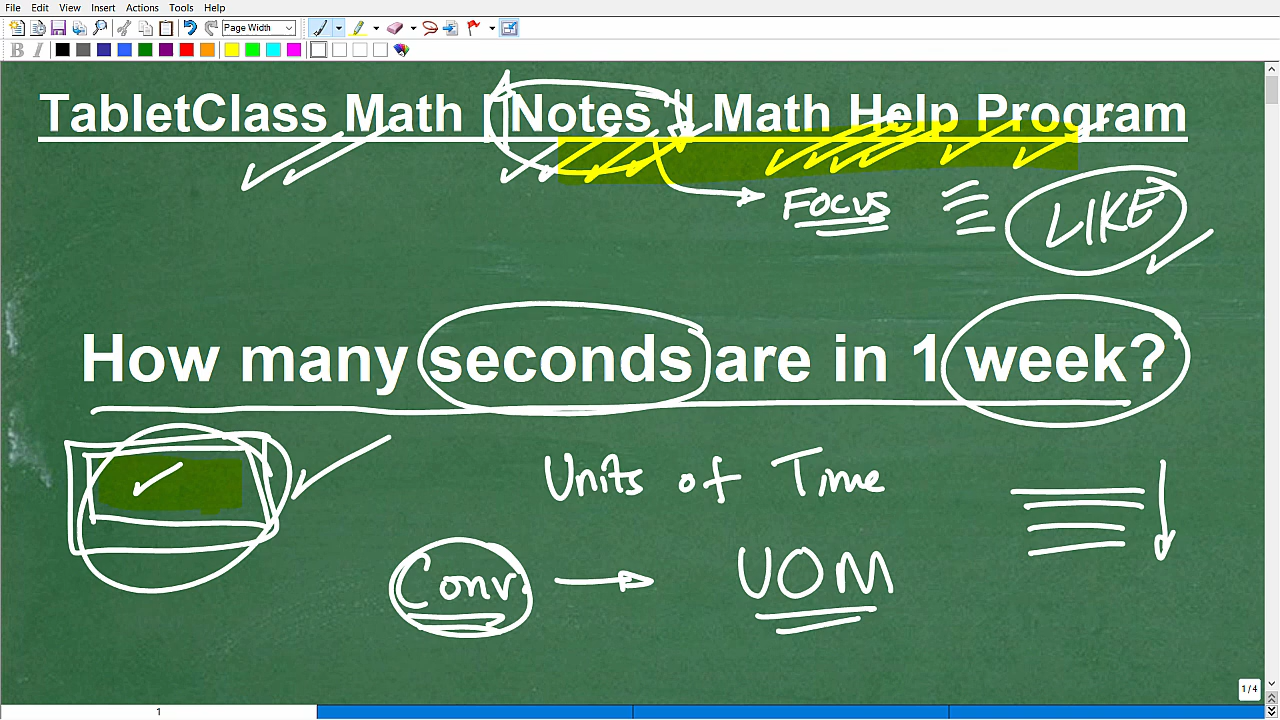 File Edit View Insert Actions Tools Help
Page Width
B I
TabletClass Math | Notes | Math Help Program
Focus
LIKE
How many seconds are in 1 week?
Units of Time
Conv. → UOM
1/4
1